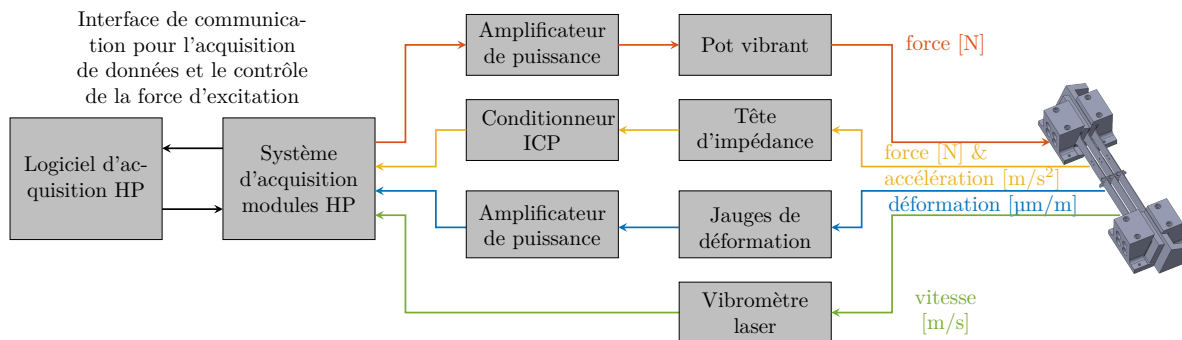 Interface de communica-
tion pour l'acquisition
de données et le contrôle
de la force d'excitation
Logiciel d'ac-
quisition HP
Système
d'acquisition
modules HP
Amplificateur
de puissance
Pot vibrant
force [N]
Conditionneur
ICP
Tête
d'impédance
force [N] &
accélération [m/s²]
Amplificateur
de puissance
Jauges de
déformation
déformation [µm/m]
Vibromètre
laser
vitesse
[m/s]